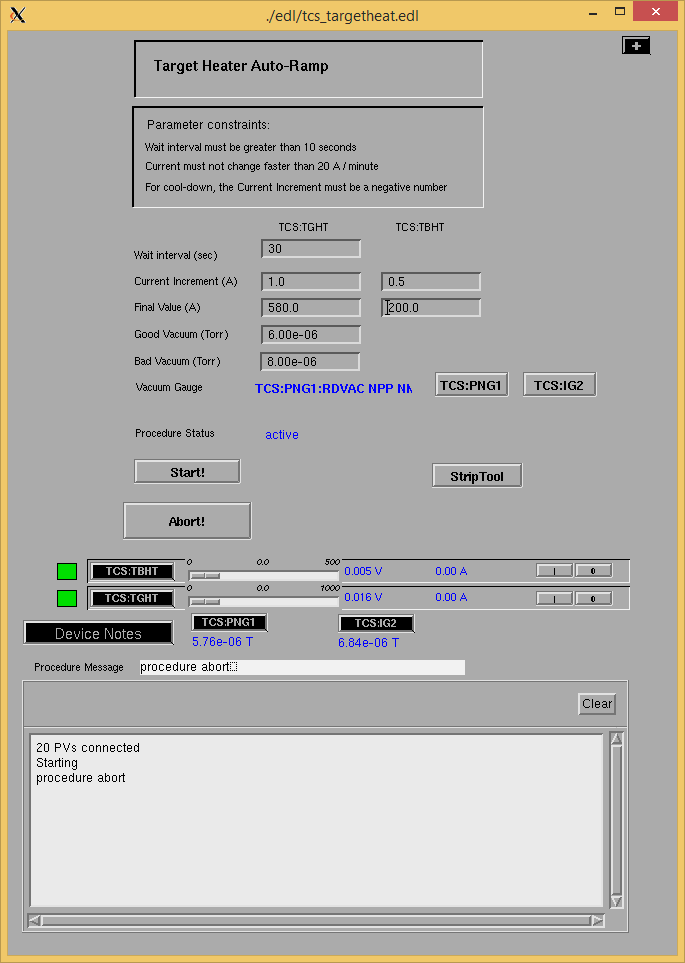 ./edl/tcs_targetheat.edl
+
Target Heater Auto-Ramp
Parameter constraints:
Wait interval must be greater than 10 seconds
Current must not change faster than 20 A / minute
For cool-down, the Current Increment must be a negative number
TCS:TGHT TCS:TBHT
Wait interval (sec) 30
Current Increment (A) 1.0 0.5
Final Value (A) 580.0 200.0
Good Vacuum (Torr) 6.00e-06
Bad Vacuum (Torr) 8.00e-06
Vacuum Gauge TCS:PNG1:RDVAC NPP TCS:PNG1 TCS:IG2
Procedure Status active
Start! StripTool
Abort!
0 0.0 500
TCS:TBHT 0.005 V 0.00 A I 0
0 0.0 1000
TCS:TGHT 0.016 V 0.00 A I 0
TCS:PNG1 TCS:IG2
Device Notes 5.76e-06 T 6.84e-06 T
Procedure Message procedure abort
Clear
20 PVs connected
Starting
procedure abort